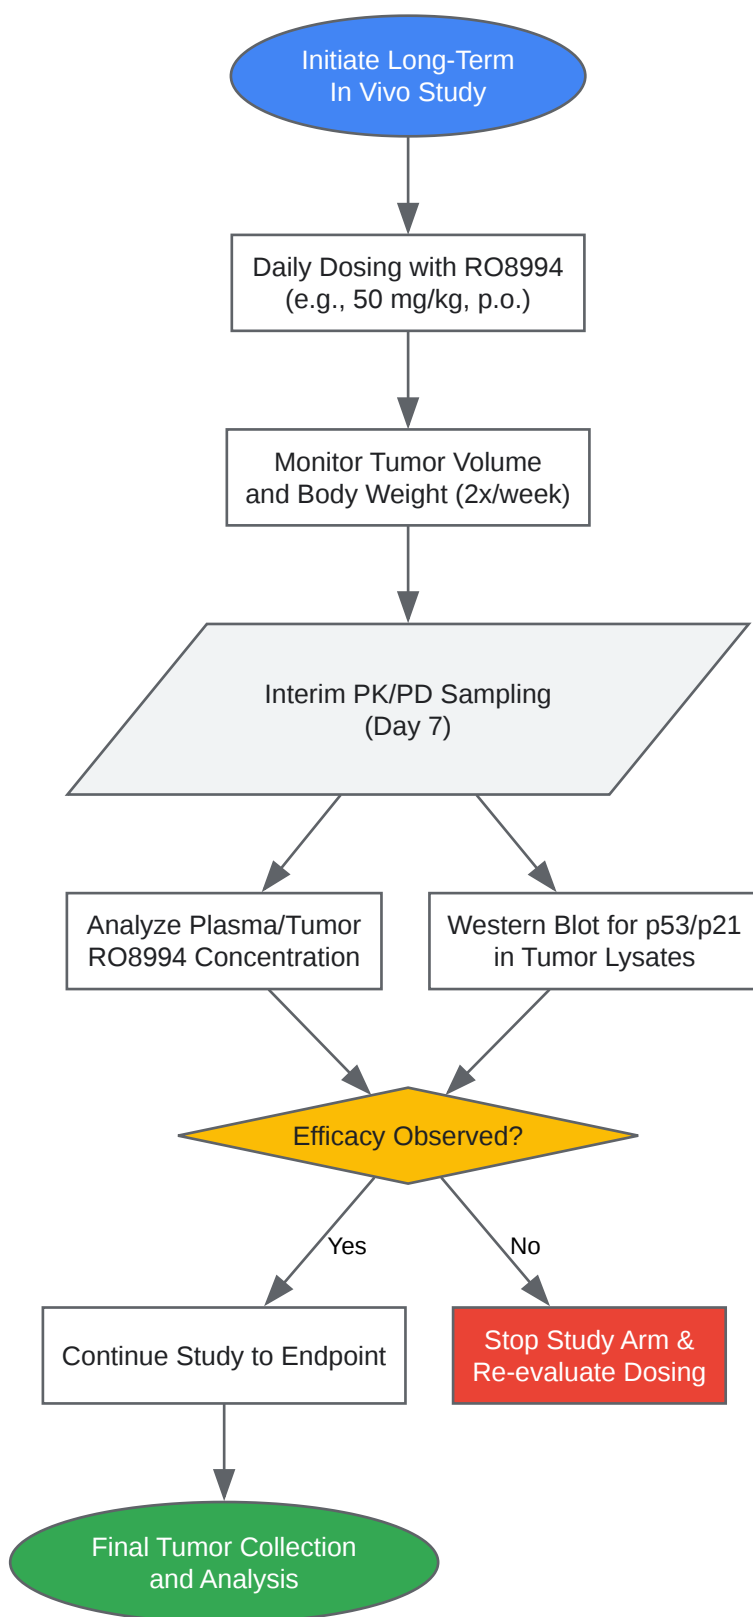 Initiate Long-Term
In Vivo Study
Daily Dosing with RO8994
(e.g., 50 mg/kg, p.o.)
Monitor Tumor Volume
and Body Weight (2x/week)
Interim PK/PD Sampling
(Day 7)
Analyze Plasma/Tumor
RO8994 Concentration
Western Blot for p53/p21
in Tumor Lysates
Efficacy Observed?
Yes
No
Continue Study to Endpoint
Stop Study Arm &
Re-evaluate Dosing
Final Tumor Collection
and Analysis